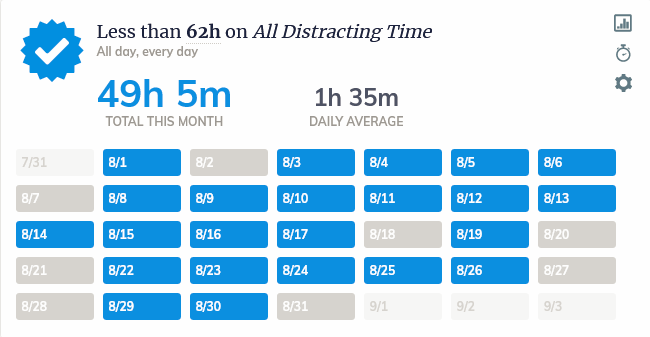 Less than 62h on All Distracting Time
All day, every day
49h 5m 1h 35m
TOTAL THIS MONTH DAILY AVERAGE
7/31 8/1 8/2 8/3 8/4 8/5 8/6
8/7 8/8 8/9 8/10 8/11 8/12 8/13
8/14 8/15 8/16 8/17 8/18 8/19 8/20
8/21 8/22 8/23 8/24 8/25 8/26 8/27
8/28 8/29 8/30 8/31 9/1 9/2 9/3